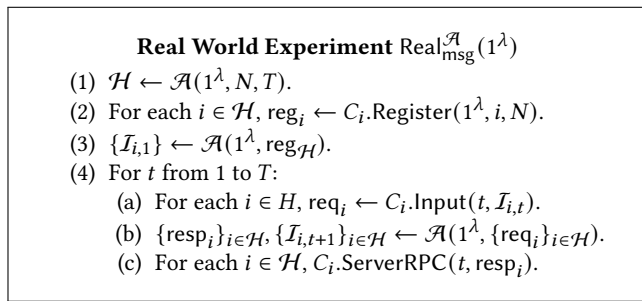 Real World Experiment Real^𝒜_msg(1^λ)
(1) ℋ ← 𝒜(1^λ, N, T).
(2) For each i ∈ ℋ, reg_i ← C_i.Register(1^λ, i, N).
(3) {ℐ_{i,1}} ← 𝒜(1^λ, reg_ℋ).
(4) For t from 1 to T:
(a) For each i ∈ H, req_i ← C_i.Input(t, ℐ_{i,t}).
(b) {resp_i}_{i∈ℋ}, {ℐ_{i,t+1}}_{i∈ℋ} ← 𝒜(1^λ, {req_i}_{i∈ℋ}).
(c) For each i ∈ ℋ, C_i.ServerRPC(t, resp_i).